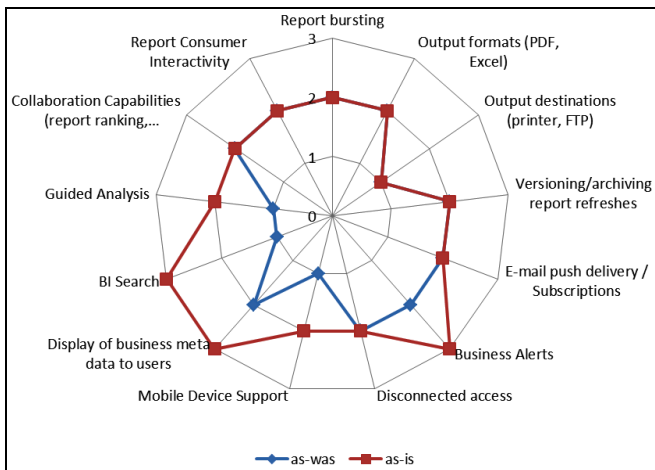 Report bursting
3
Output formats (PDF,
Excel)
Output destinations
(printer, FTP)
Versioning/archiving
report refreshes
E-mail push delivery /
Subscriptions
Business Alerts
Disconnected access
Mobile Device Support
Display of business meta
data to users
BI Search
Guided Analysis
Collaboration Capabilities
(report ranking,...
Report Consumer
Interactivity
2
1
0
as-was
as-is